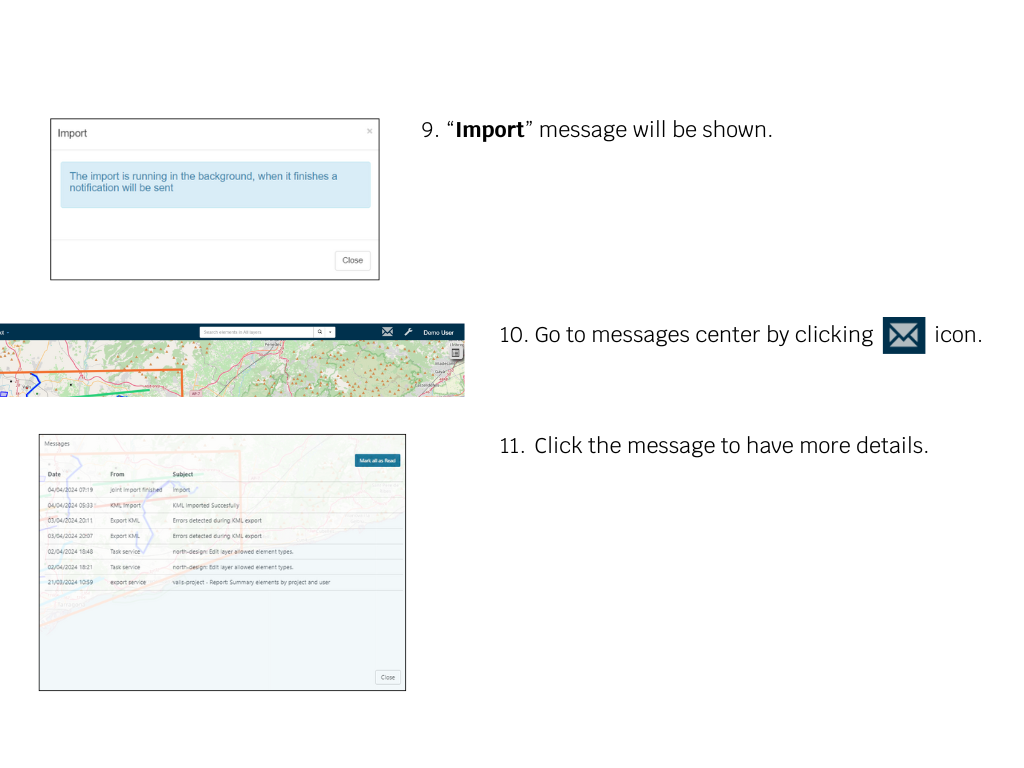 Import ×
The import is running in the background, when it finishes a
notification will be sent
Close
9. “Import” message will be shown.
Search elements in All layers
Demo User
10. Go to messages center by clicking icon.
Messages
Mark all as Read
Date From Subject
04/04/2024 07:19 joint import finished Import
KML Import KML Imported Succesfully
03/04/2024 20:11 Export KML Errors detected during KML export
03/04/2024 20:07 Export KML Errors detected during KML export
02/04/2024 18:48 Task service north-design: Edit layer allowed element types.
02/04/2024 18:21 Task service north-design: Edit layer allowed element types.
21/03/2024 10:59 export service valls-project - Report: Summary elements by project and user
Close
11. Click the message to have more details.